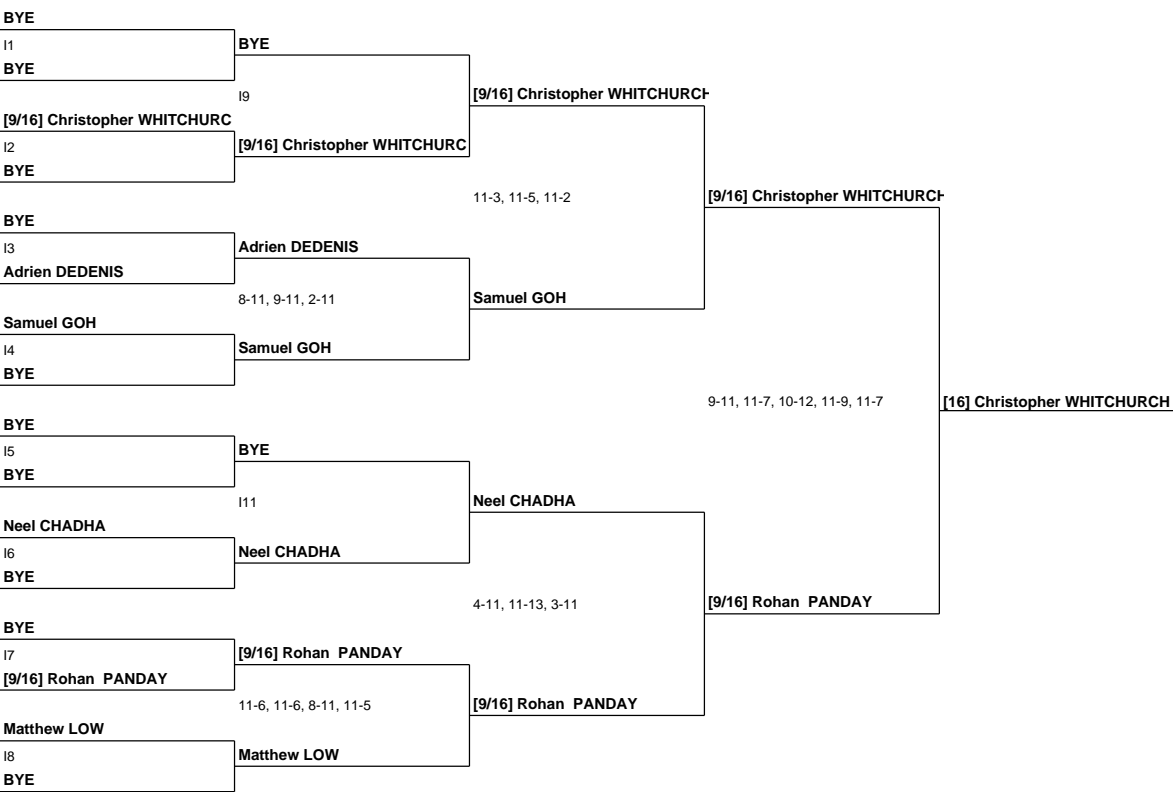 BYE
I1
BYE
[9/16] Christopher WHITCHURC
I2
BYE
BYE
I3
Adrien DEDENIS
Samuel GOH
I4
BYE
BYE
I5
BYE
Neel CHADHA
I6
BYE
BYE
I7
[9/16] Rohan  PANDAY
Matthew LOW
I8
BYE
BYE
I9
[9/16] Christopher WHITCHURC
Adrien DEDENIS
8-11, 9-11, 2-11
Samuel GOH
BYE
I11
Neel CHADHA
[9/16] Rohan  PANDAY
11-6, 11-6, 8-11, 11-5
Matthew LOW
[9/16] Christopher WHITCHURCH
11-3, 11-5, 11-2
Samuel GOH
Neel CHADHA
4-11, 11-13, 3-11
[9/16] Rohan  PANDAY
[9/16] Christopher WHITCHURCH
9-11, 11-7, 10-12, 11-9, 11-7
[9/16] Rohan  PANDAY
[16] Christopher WHITCHURCH